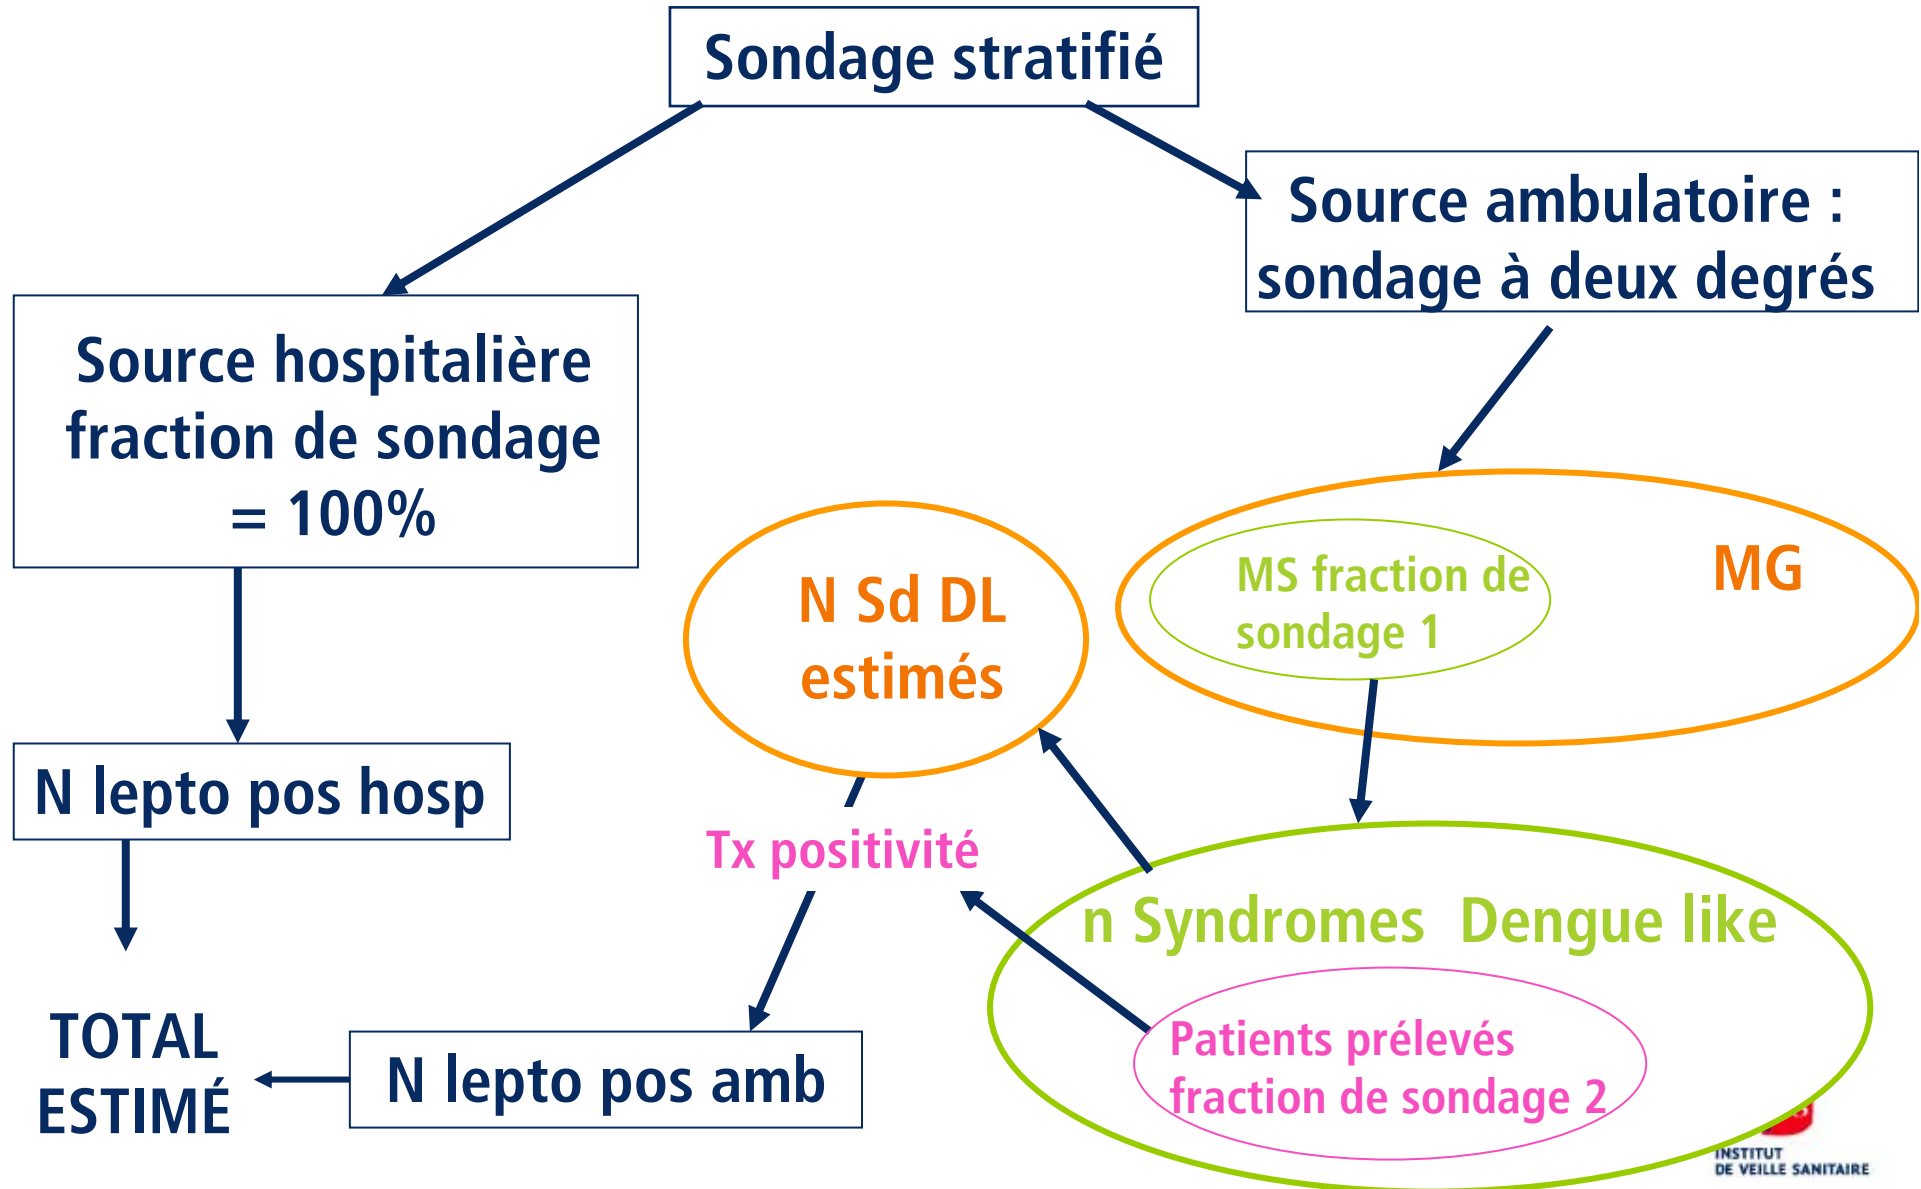 Sondage stratifié
Source ambulatoire :
sondage à deux degrés
Source hospitalière
fraction de sondage
= 100%
MS fraction de
sondage 1
MG
N Sd DL
estimés
N lepto pos hosp
Tx positivité
n Syndromes Dengue like
Patients prélevés
fraction de sondage 2
TOTAL
ESTIMÉ
N lepto pos amb
INSTITUT
DE VEILLE SANITAIRE